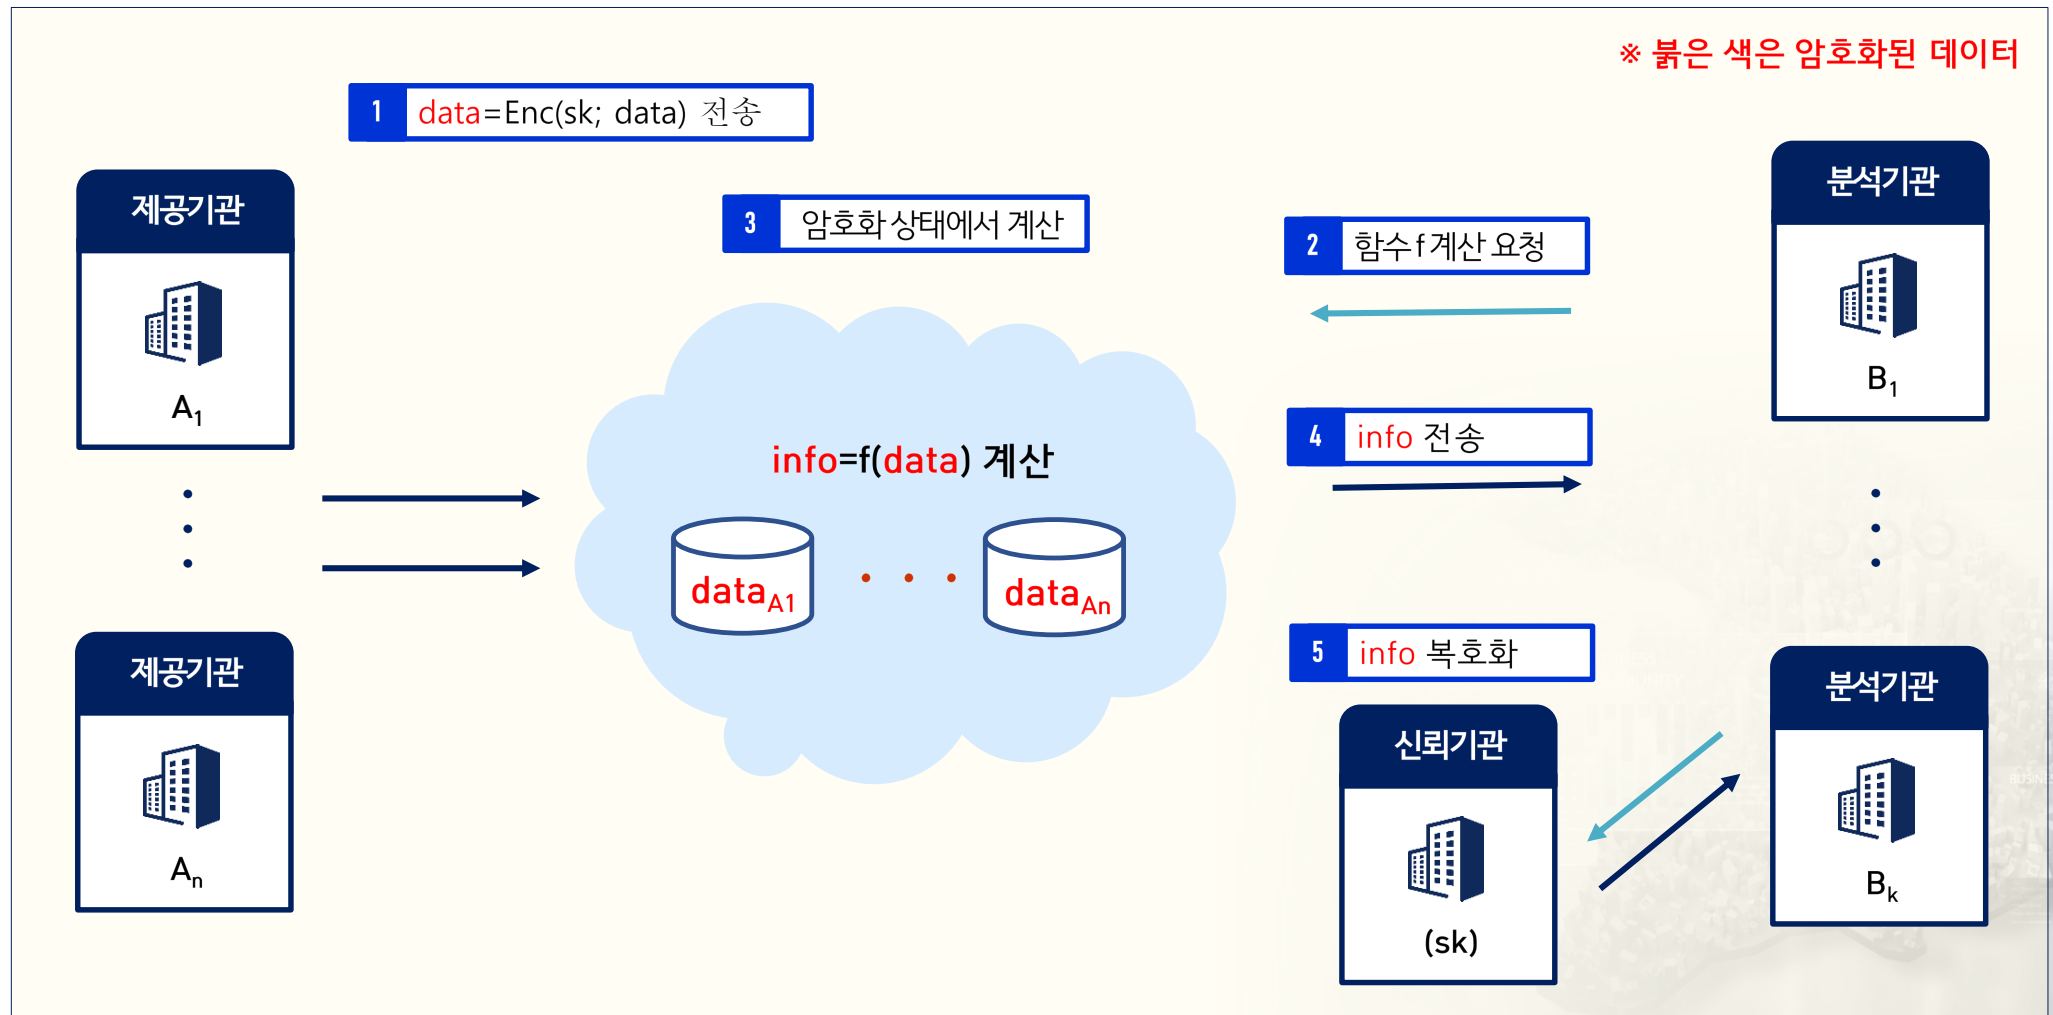 ※ 붉은 색은 암호화된 데이터
1 data=Enc(sk; data) 전송
제공기관
A1
3 암호화 상태에서 계산
2 함수 f 계산 요청
분석기관
B1
4 info 전송
info=f(data) 계산
dataA1 · · · dataAn
5 info 복호화
제공기관
An
신뢰기관
(sk)
분석기관
Bk